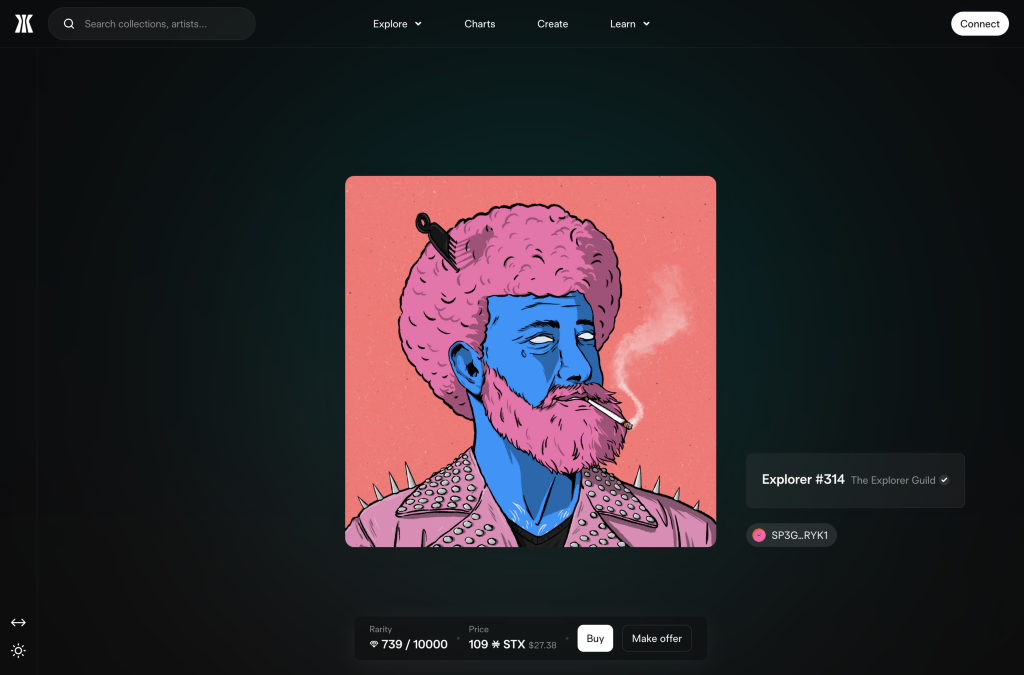 Search collections, artists...
Explore
Charts
Create
Learn
Connect
Explorer #314 The Explorer Guild
SP3G...RYK1
Rarity
739 / 10000
Price
109 STX $27.38
Buy
Make offer